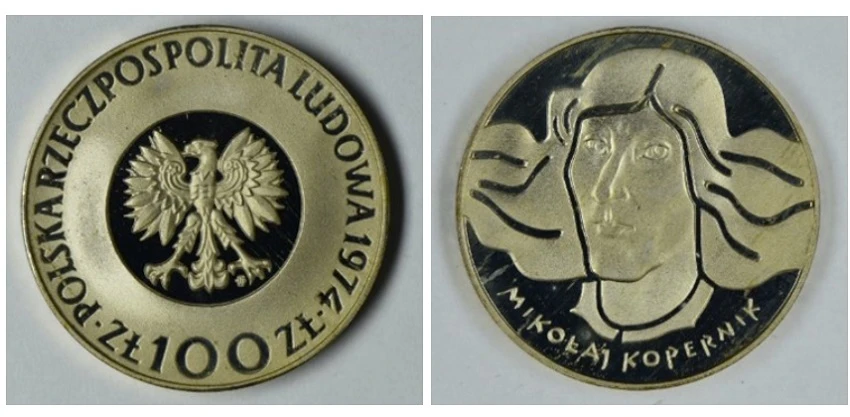 POLSKA RZECZPOSPOLITA LUDOWA 1974
ZŁ 100 ZŁ
MIKOŁAJ KOPERNIK